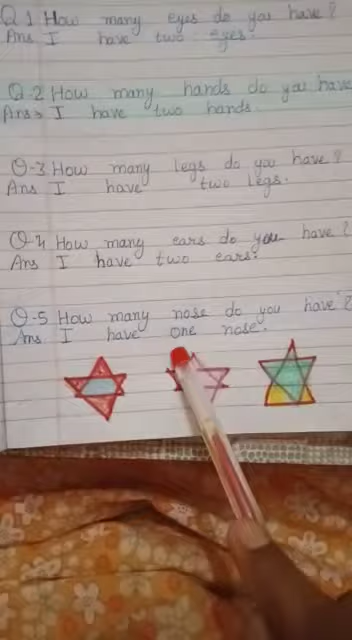 Q.1 How many eyes do you have?
Ans I have two eyes.
Q.2 How many hands do you have
Ans→ I have two hands.
Q.3 How many legs do you have?
Ans I have two legs.
Q.4 How many ears do you have?
Ans I have two ears.
Q.5 How many nose do you have?
Ans I have one nose.